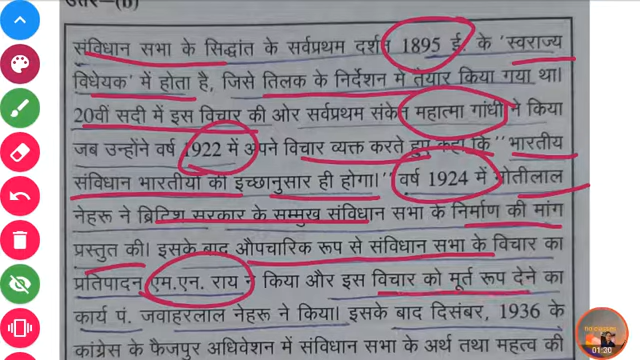 उत्तर—(b)
संविधान सभा के सिद्धांत के सर्वप्रथम दर्शन 1895 ई. के ‘स्वराज्य
विधेयक’ में होता है, जिसे तिलक के निर्देशन में तैयार किया गया था।
20वीं सदी में इस विचार की ओर सर्वप्रथम संकेत महात्मा गांधी ने किया
जब उन्होंने वर्ष 1922 में अपने विचार व्यक्त करते हुए कहा कि ‘‘भारतीय
संविधान भारतीयों की इच्छानुसार ही होगा।’’ वर्ष 1924 में मोतीलाल
नेहरू ने ब्रिटिश सरकार के सम्मुख संविधान सभा के निर्माण की मांग
प्रस्तुत की। इसके बाद औपचारिक रूप से संविधान सभा के विचार का
प्रतिपादन एम.एन. राय ने किया और इस विचार को मूर्त रूप देने का
कार्य पं. जवाहरलाल नेहरू ने किया। इसके बाद दिसंबर, 1936 के
कांग्रेस के फैजपुर अधिवेशन में संविधान सभा के अर्थ तथा महत्व की
01:30